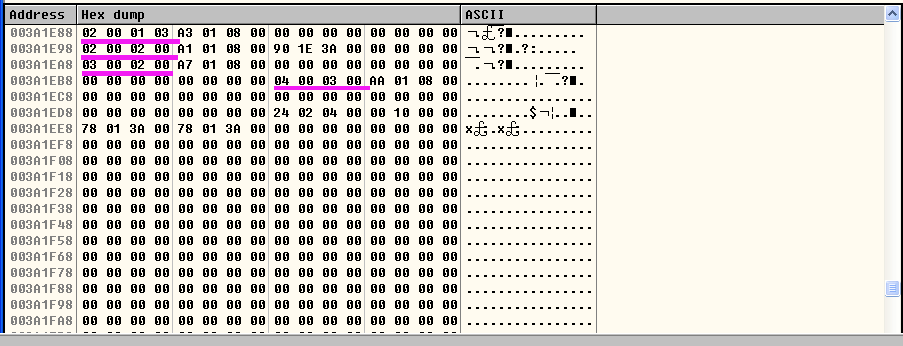 Address Hex dump ASCII
003A1E88 02 00 01 03 A3 01 08 00 00 00 00 00 00 00 00 00
003A1E98 02 00 02 00 A1 01 08 00 90 1E 3A 00 00 00 00 00
003A1EA8 03 00 02 00 A7 01 08 00 00 00 00 00 00 00 00 00
003A1EB8 00 00 00 00 00 00 00 00 04 00 03 00 AA 01 08 00
003A1EC8 00 00 00 00 00 00 00 00 00 00 00 00 00 00 00 00 ................
003A1ED8 00 00 00 00 00 00 00 00 24 02 04 00 00 10 00 00
003A1EE8 78 01 3A 00 78 01 3A 00 00 00 00 00 00 00 00 00
003A1EF8 00 00 00 00 00 00 00 00 00 00 00 00 00 00 00 00 ................
003A1F08 00 00 00 00 00 00 00 00 00 00 00 00 00 00 00 00 ................
003A1F18 00 00 00 00 00 00 00 00 00 00 00 00 00 00 00 00 ................
003A1F28 00 00 00 00 00 00 00 00 00 00 00 00 00 00 00 00 ................
003A1F38 00 00 00 00 00 00 00 00 00 00 00 00 00 00 00 00 ................
003A1F48 00 00 00 00 00 00 00 00 00 00 00 00 00 00 00 00 ................
003A1F58 00 00 00 00 00 00 00 00 00 00 00 00 00 00 00 00 ................
003A1F68 00 00 00 00 00 00 00 00 00 00 00 00 00 00 00 00 ................
003A1F78 00 00 00 00 00 00 00 00 00 00 00 00 00 00 00 00 ................
003A1F88 00 00 00 00 00 00 00 00 00 00 00 00 00 00 00 00 ................
003A1F98 00 00 00 00 00 00 00 00 00 00 00 00 00 00 00 00 ................
003A1FA8 00 00 00 00 00 00 00 00 00 00 00 00 00 00 00 00 ................